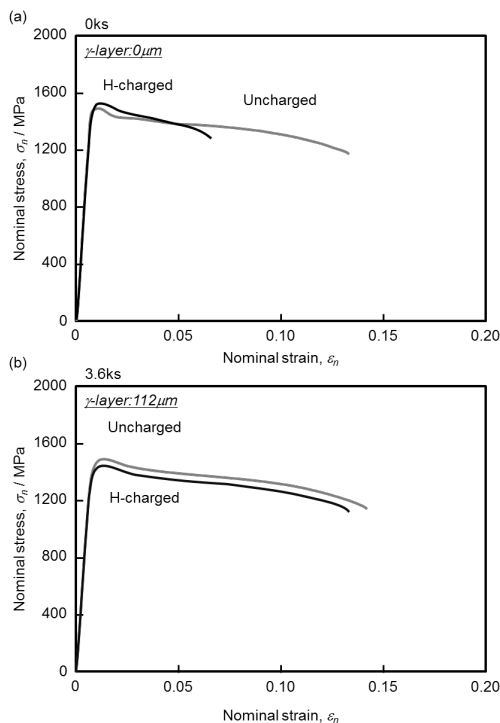 (a)
0ks
2000
γ-layer:0μm
H-charged
Uncharged
1600
1200
800
400
0
Nominal stress, σn / MPa
0
0.05
0.10
0.15
0.20
Nominal strain, εn
(b)
3.6ks
2000
γ-layer:112μm
Uncharged
1600
H-charged
1200
800
400
0
Nominal stress, σn / MPa
0
0.05
0.10
0.15
0.20
Nominal strain, εn